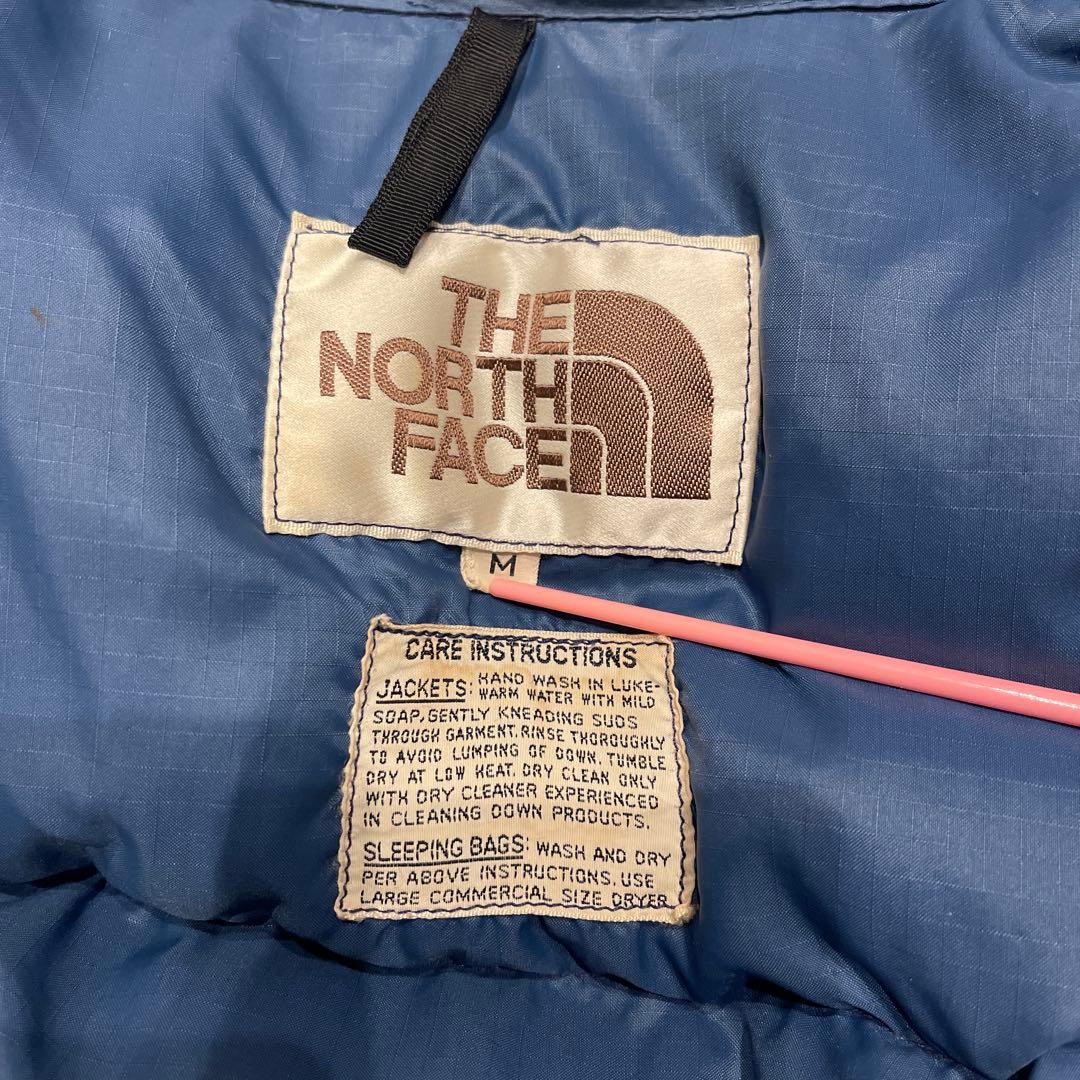 THE
NORTH
FACE
M
CARE INSTRUCTIONS
JACKETS: HAND WASH IN LUKE-
WARM WATER WITH MILD
SOAP, GENTLY KNEADING SUDS
THROUGH GARMENT. RINSE THOROUGHLY
TO AVOID LUMPING OF DOWN. TUMBLE
DRY AT LOW HEAT. DRY CLEAN ONLY
WITH DRY CLEANER EXPERIENCED
IN CLEANING DOWN PRODUCTS.
SLEEPING BAGS: WASH AND DRY
PER ABOVE INSTRUCTIONS. USE
LARGE COMMERCIAL SIZE DRYER